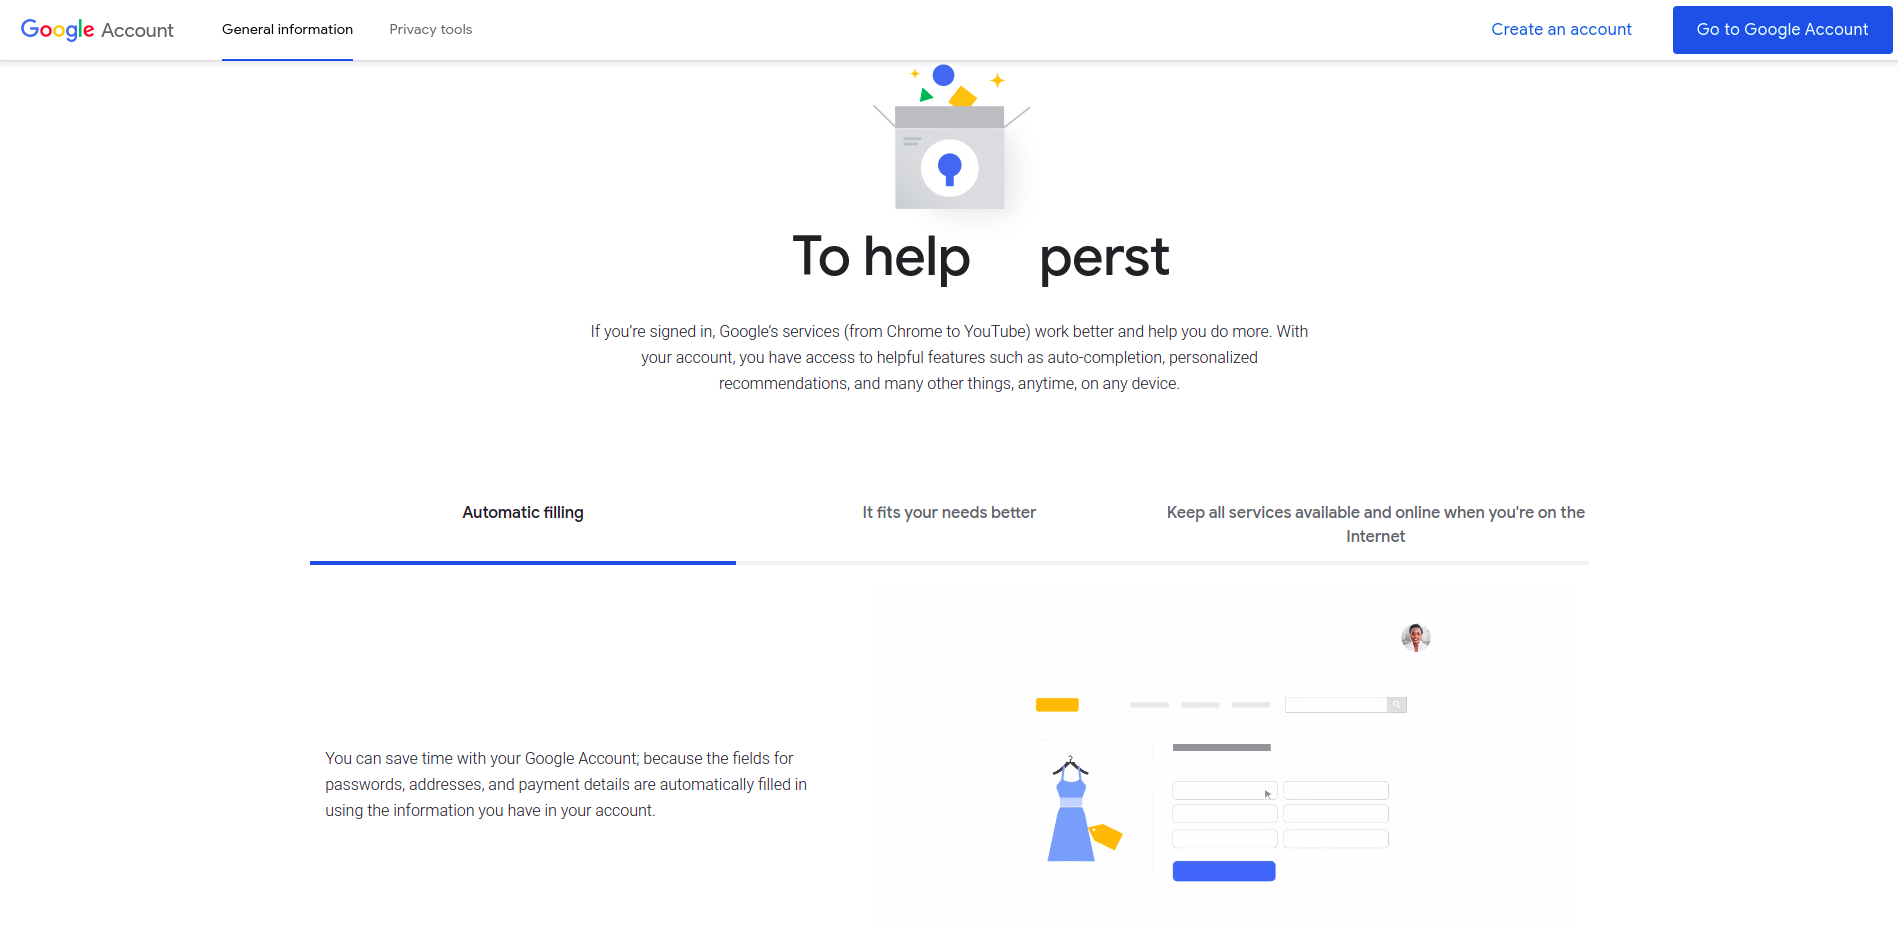 Google Account
General information
Privacy tools
Create an account
Go to Google Account
To help perst
If you're signed in, Google's services (from Chrome to YouTube) work better and help you do more. With
your account, you have access to helpful features such as auto-completion, personalized
recommendations, and many other things, anytime, on any device.
Automatic filling
It fits your needs better
Keep all services available and online when you're on the
Internet
You can save time with your Google Account; because the fields for
passwords, addresses, and payment details are automatically filled in
using the information you have in your account.